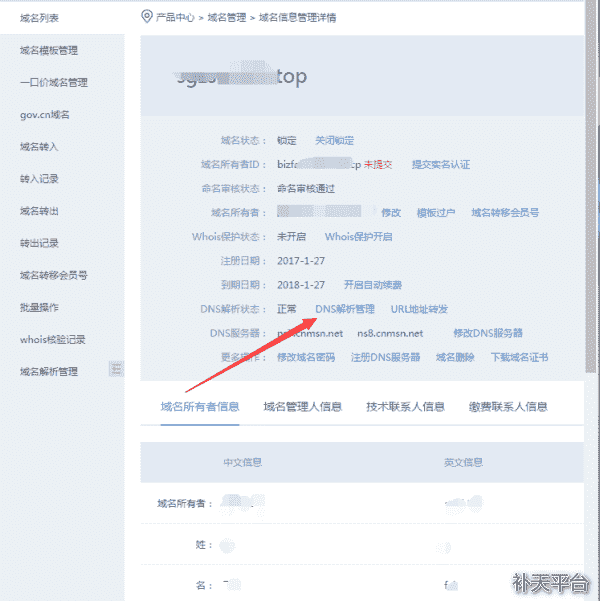 产品中心 > 域名管理 > 域名信息管理详情
域名列表
域名模板管理
一口价域名管理
gov.cn域名
域名转入
转入记录
域名转出
转出记录
域名转移会员号
批量操作
whois核验记录
域名解析管理
top
域名状态： 锁定 关闭锁定
域名所有者ID： bizfa cp 未提交 提交实名认证
命名审核状态： 命名审核通过
域名所有者： 修改 模板过户 域名转移会员号
Whois保护状态： 未开启 Whois保护开启
注册日期： 2017-1-27
到期日期： 2018-1-27 开启自动续费
DNS解析状态： 正常 DNS解析管理 URL地址转发
DNS服务器： .cnmsn.net ns8.cnmsn.net 修改DNS服务器
更多操作： 修改域名密码 注册DNS服务器 域名删除 下载域名证书
域名所有者信息 域名管理人信息 技术联系人信息 缴费联系人信息
中文信息 英文信息
域名所有者：
姓：
名：
补天平台